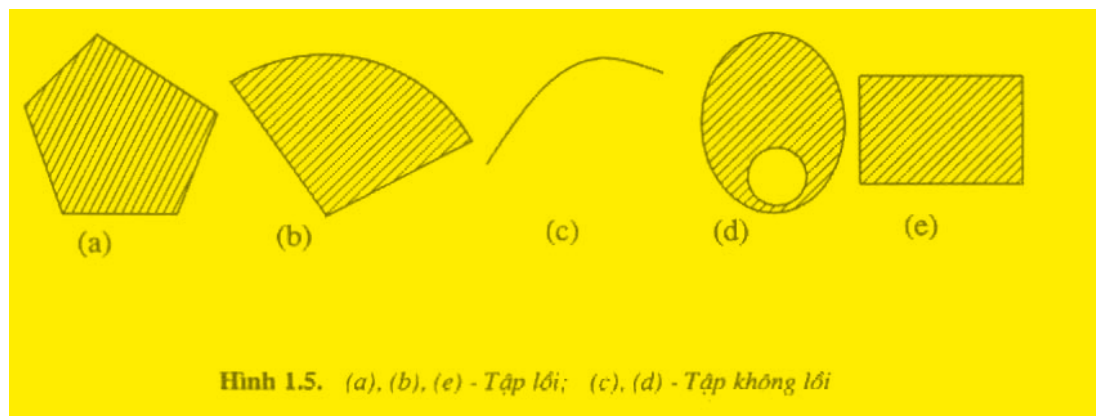 (a) (b) (c) (d) (e)
Hình 1.5. (a), (b), (e) - Tập lồi; (c), (d) - Tập không lồi